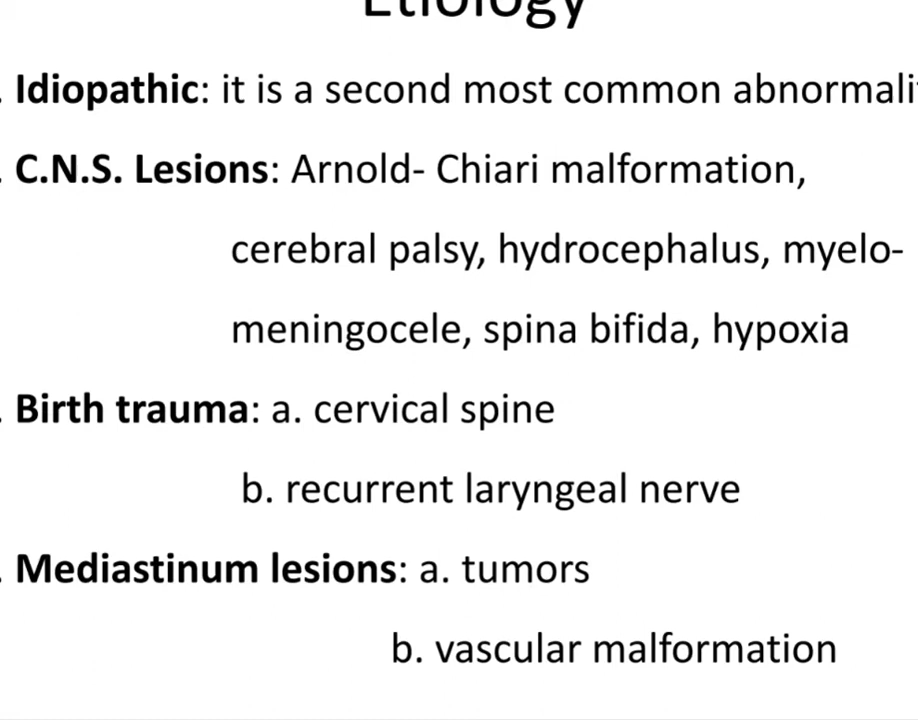 Etiology
. Idiopathic: it is a second most common abnormali
. C.N.S. Lesions: Arnold- Chiari malformation,
cerebral palsy, hydrocephalus, myelo-
meningocele, spina bifida, hypoxia
. Birth trauma: a. cervical spine
b. recurrent laryngeal nerve
. Mediastinum lesions: a. tumors
b. vascular malformation